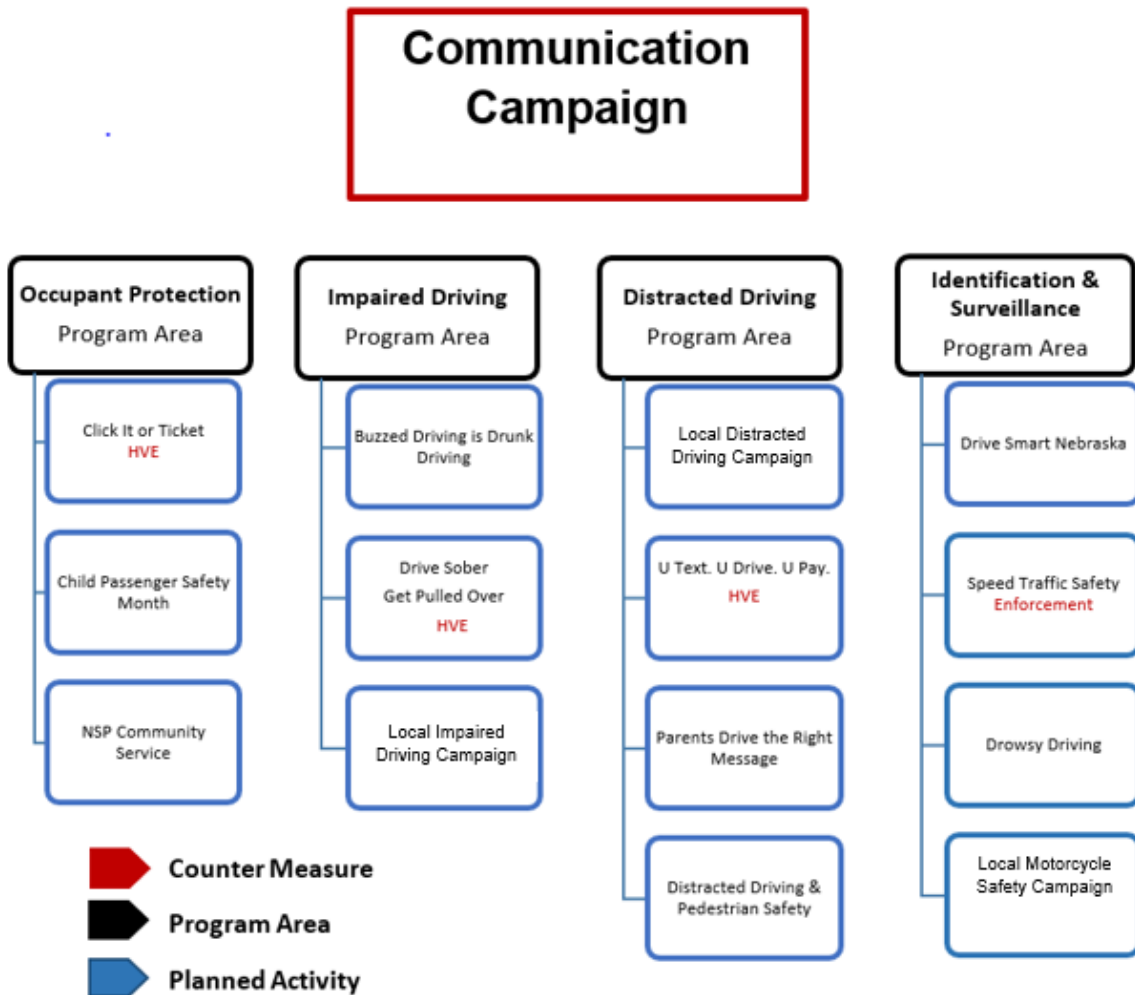 Communication
Campaign
Occupant Protection
Program Area
Click It or Ticket
HVE
Child Passenger Safety
Month
NSP Community
Service
Impaired Driving
Program Area
Buzzed Driving is Drunk
Driving
Drive Sober
Get Pulled Over
HVE
Local Impaired
Driving Campaign
Distracted Driving
Program Area
Local Distracted
Driving Campaign
U Text. U Drive. U Pay.
HVE
Parents Drive the Right
Message
Distracted Driving &
Pedestrian Safety
Identification &
Surveillance
Program Area
Drive Smart Nebraska
Speed Traffic Safety
Enforcement
Drowsy Driving
Local Motorcycle
Safety Campaign
Counter Measure
Program Area
Planned Activity